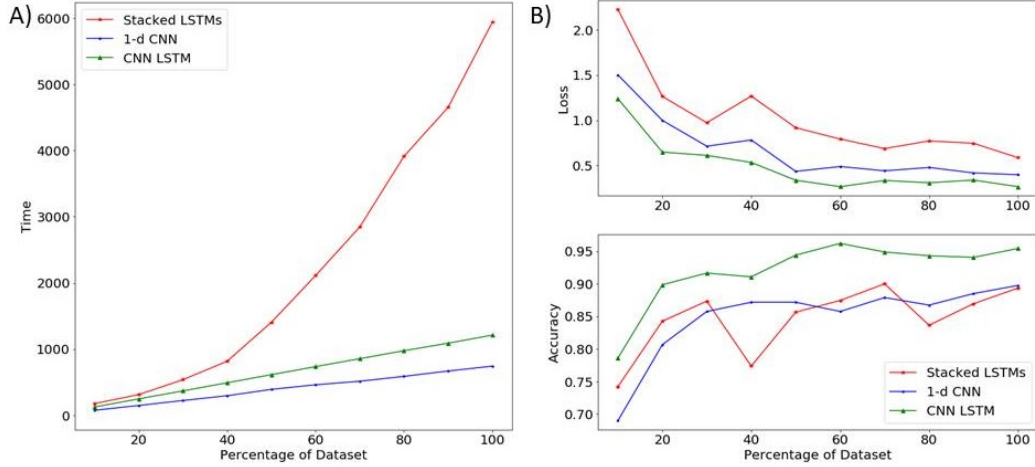 A)
Stacked LSTMs
1-d CNN
CNN LSTM
Time
6000
5000
4000
3000
2000
1000
0
20
40
60
80
100
Percentage of Dataset
B)
Loss
2.0
1.5
1.0
0.5
20
40
60
80
100
Accuracy
0.95
0.90
0.85
0.80
0.75
0.70
Stacked LSTMs
1-d CNN
CNN LSTM
20
40
60
80
100
Percentage of Dataset